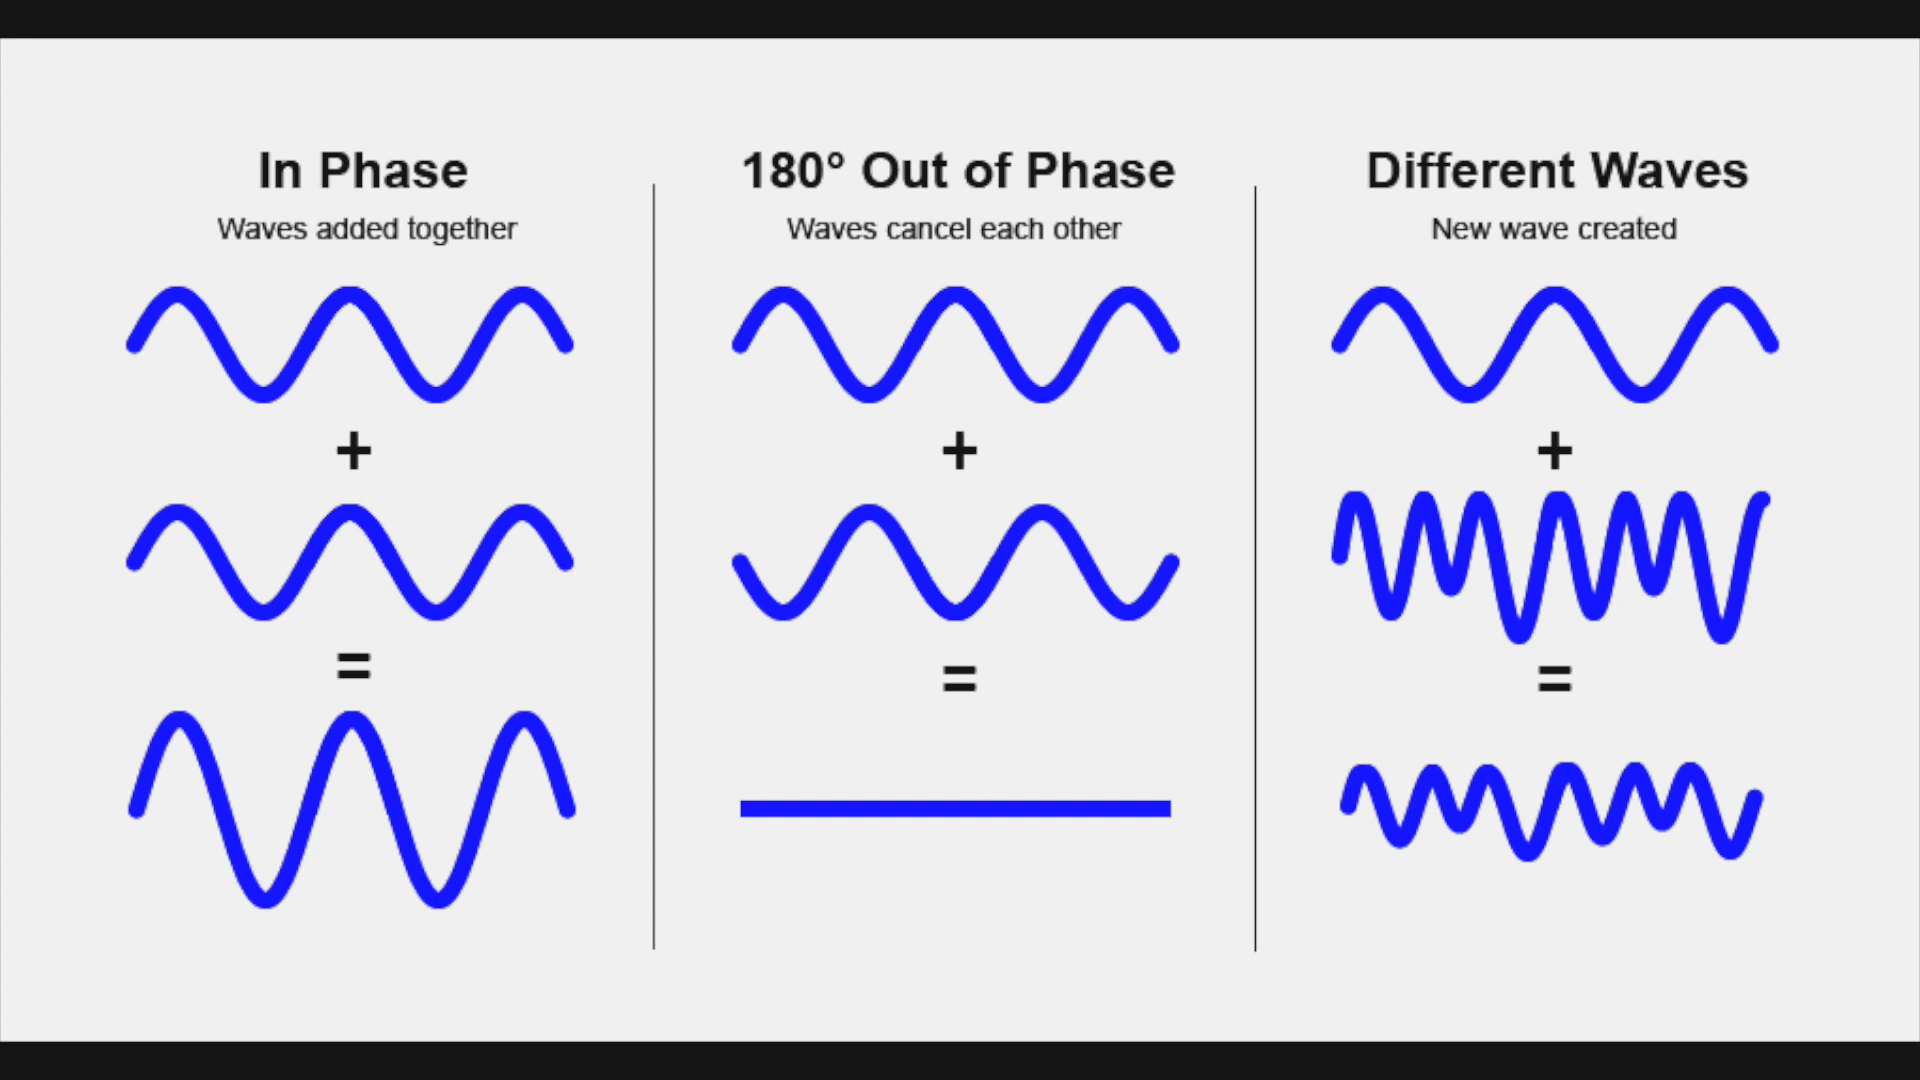 In Phase
Waves added together
+
=
180° Out of Phase
Waves cancel each other
+
=
Different Waves
New wave created
+
=